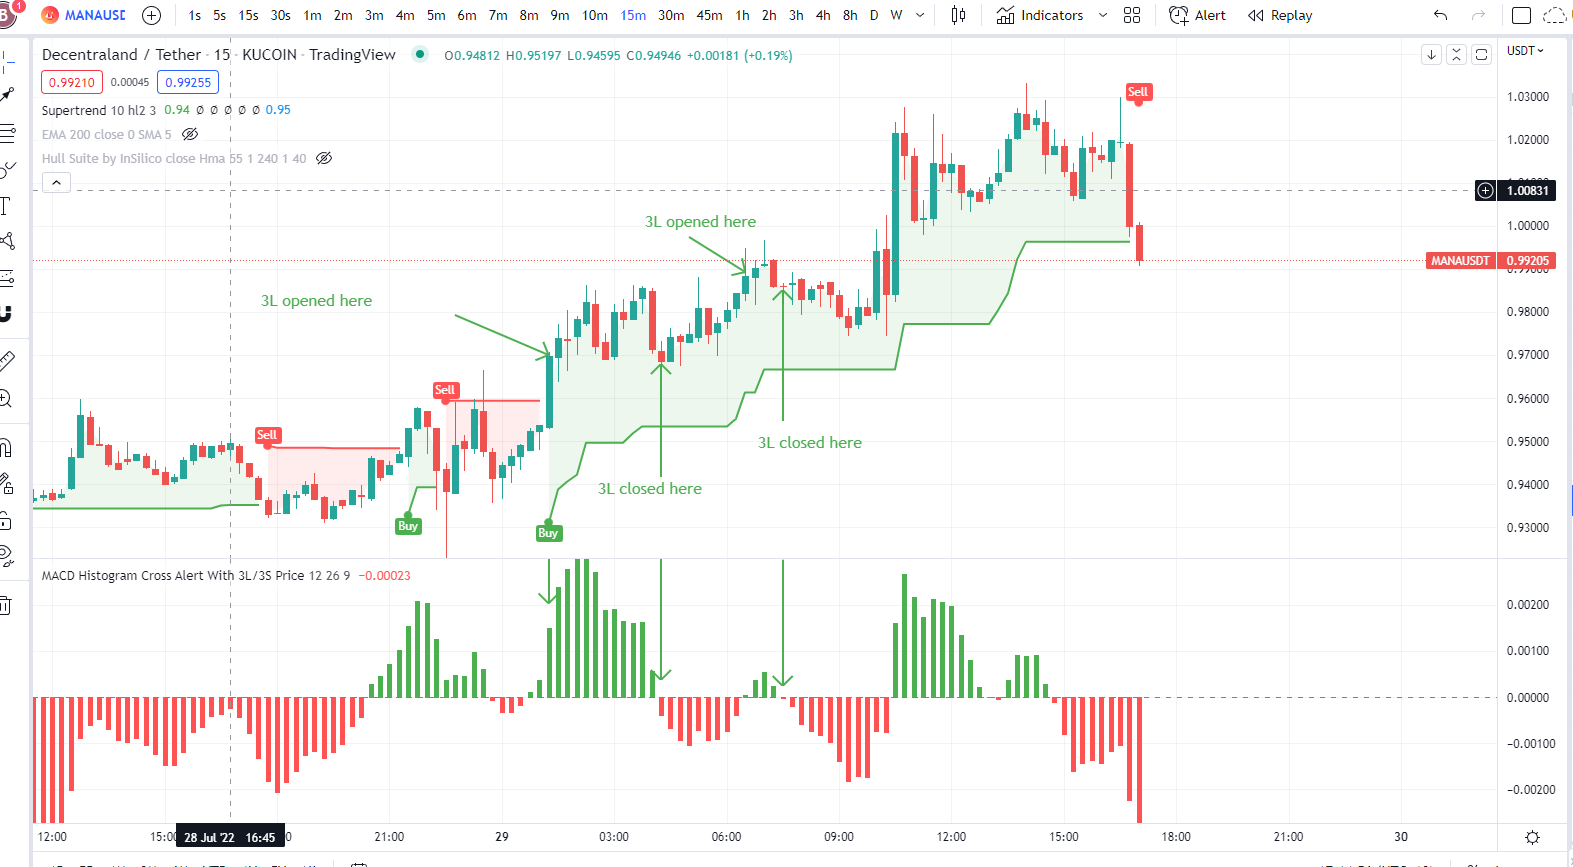 B 1 MANAUSD 1s 5s 15s 30s 1m 2m 3m 4m 5m 6m 7m 8m 9m 10m 15m 30m 45m 1h 2h 3h 4h 8h D W Indicators Alert Replay
Decentraland / Tether · 15 · KUCOIN · TradingView O0.94812 H0.95197 L0.94595 C0.94946 +0.00181 (+0.19%)
USDT
0.99210 0.00045 0.99255
Supertrend 10 hl2 3 0.94 ∅ ∅ ∅ ∅ ∅ 0.95
EMA 200 close 0 SMA 5
Hull Suite by InSilico close Hma 55 1 240 1 40
Sell
1.03000
1.02000
1.00831
3L opened here
1.00000
MANAUSDT 0.99205
3L opened here
0.98000
0.97000
Sell
0.96000
Sell
3L closed here
0.95000
3L closed here
0.94000
Buy
Buy
0.93000
MACD Histogram Cross Alert With 3L/3S Price 12 26 9 −0.00023
0.00200
0.00100
0.00000
−0.00100
−0.00200
12:00 15:0 28 Jul '22 16:45 21:00 29 03:00 06:00 09:00 12:00 15:00 18:00 21:00 30